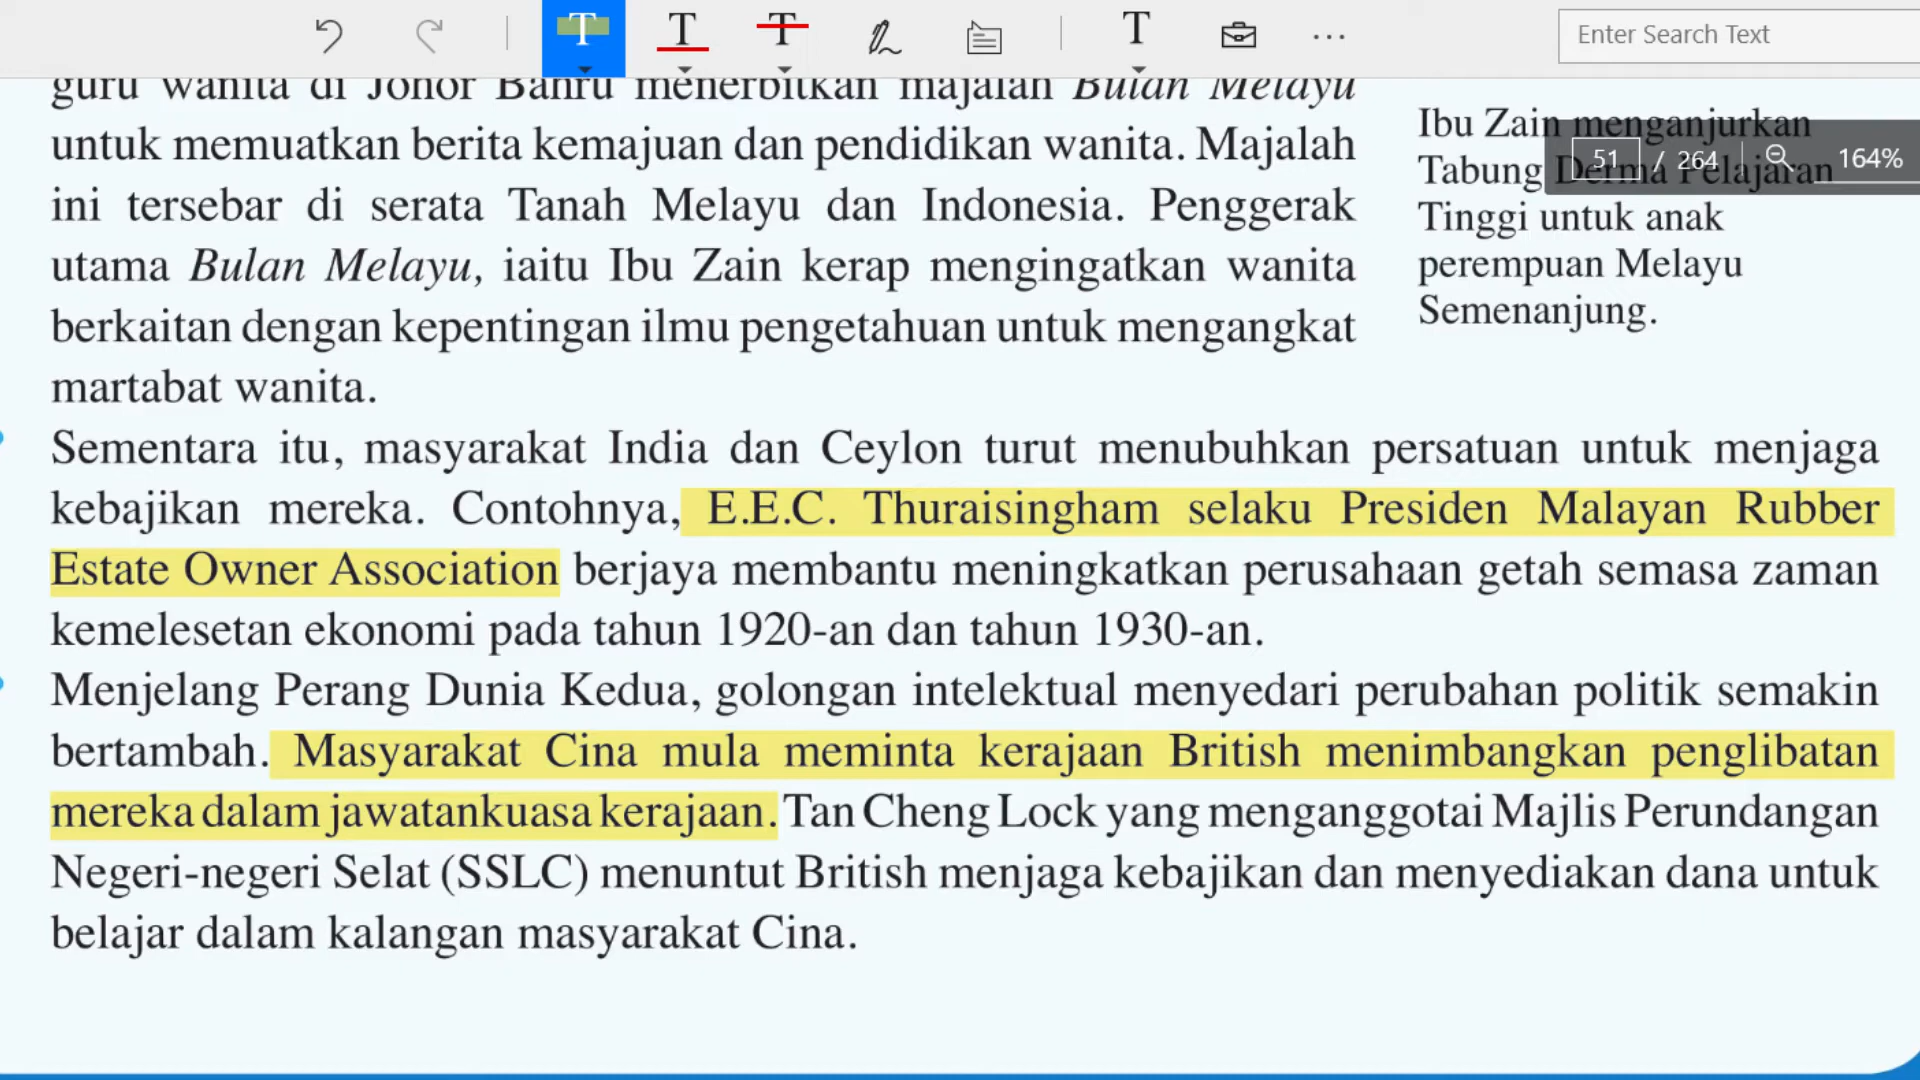 Enter Search Text
guru wanita di Johor Bahru menerbitkan majalah Bulan Melayu
untuk memuatkan berita kemajuan dan pendidikan wanita. Majalah
ini tersebar di serata Tanah Melayu dan Indonesia. Penggerak
utama Bulan Melayu, iaitu Ibu Zain kerap mengingatkan wanita
berkaitan dengan kepentingan ilmu pengetahuan untuk mengangkat
martabat wanita.
Ibu Zain menganjurkan
Tabung Derma Pelajaran
Tinggi untuk anak
perempuan Melayu
Semenanjung.
51 / 264 164%
Sementara itu, masyarakat India dan Ceylon turut menubuhkan persatuan untuk menjaga
kebajikan mereka. Contohnya, E.E.C. Thuraisingham selaku Presiden Malayan Rubber
Estate Owner Association berjaya membantu meningkatkan perusahaan getah semasa zaman
kemelesetan ekonomi pada tahun 1920-an dan tahun 1930-an.
Menjelang Perang Dunia Kedua, golongan intelektual menyedari perubahan politik semakin
bertambah. Masyarakat Cina mula meminta kerajaan British menimbangkan penglibatan
mereka dalam jawatankuasa kerajaan. Tan Cheng Lock yang menganggotai Majlis Perundangan
Negeri-negeri Selat (SSLC) menuntut British menjaga kebajikan dan menyediakan dana untuk
belajar dalam kalangan masyarakat Cina.